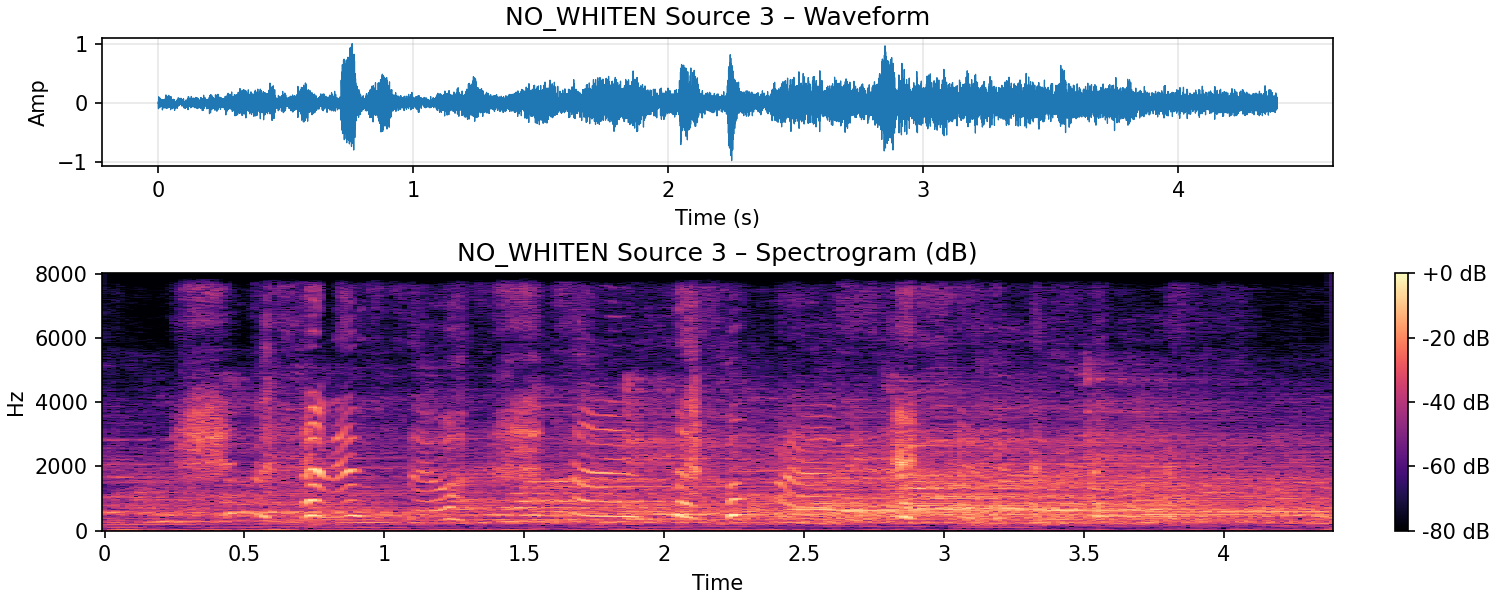 NO_WHITEN Source 3 – Waveform
1
0
−1
Amp
0 1 2 3 4
Time (s)
NO_WHITEN Source 3 – Spectrogram (dB)
8000
6000
4000
2000
0
Hz
0 0.5 1 1.5 2 2.5 3 3.5 4
Time
+0 dB
-20 dB
-40 dB
-60 dB
-80 dB